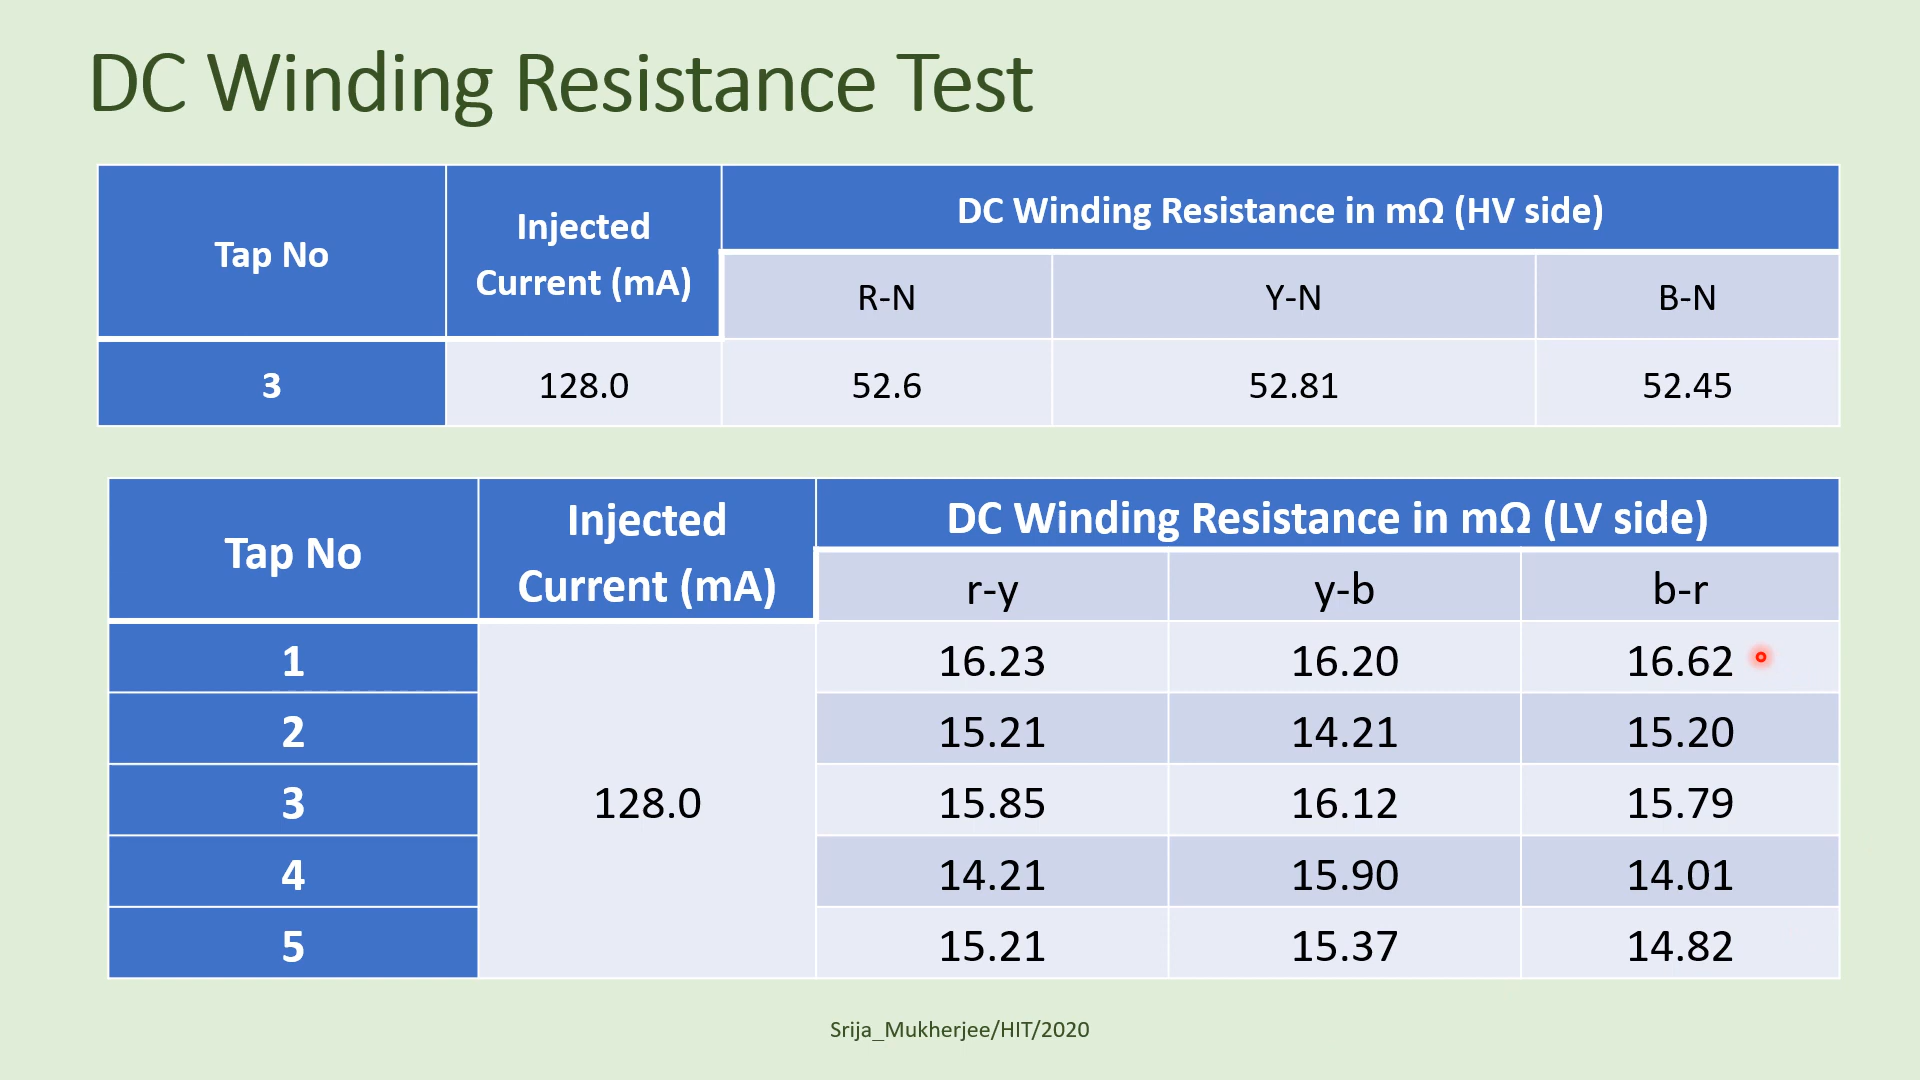 DC Winding Resistance Test
Tap No
Injected
Current (mA)
DC Winding Resistance in mΩ (HV side)
R-N Y-N B-N
3 128.0 52.6 52.81 52.45
Tap No
Injected
Current (mA)
DC Winding Resistance in mΩ (LV side)
r-y y-b b-r
1 16.23 16.20 16.62
2 15.21 14.21 15.20
3 128.0 15.85 16.12 15.79
4 14.21 15.90 14.01
5 15.21 15.37 14.82
Srija_Mukherjee/HIT/2020